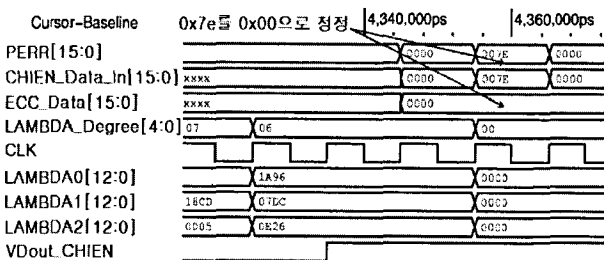 Cursor-Baseline 0x7e를 0x00으로 정정 4,340,000ps 4,360,000ps
PERR[15:0] 0000 007E 0000
CHIEN_Data_In[15:0] xxxx 0000 007E 0000
ECC_Data[15:0] xxxx 0000
LAMBDA_Degree[4:0] 07 06 00
CLK
LAMBDA0[12:0] 1A96 0000
LAMBDA1[12:0] 18CD 07DC 0000
LAMBDA2[12:0] 0005 0E26 0000
VDout_CHIEN